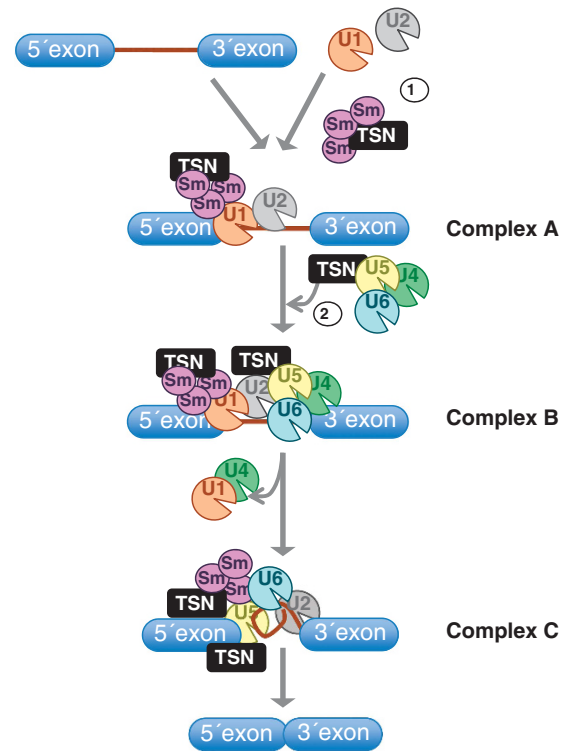 5´exon 3´exon U1 U2
1
Sm Sm Sm TSN
TSN
Sm Sm Sm
5´exon U1 U2 3´exon Complex A
TSN U5 U4
U6
2
TSN TSN
Sm Sm Sm U2 U5 U4
5´exon U1 U6 3´exon Complex B
U4
U1
Sm Sm Sm U6
TSN U5 U2
5´exon 3´exon Complex C
TSN
5´exon 3´exon